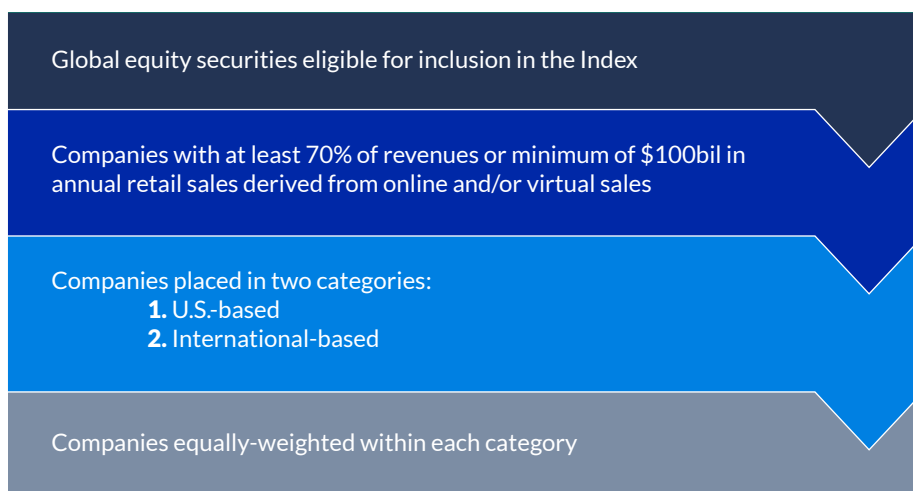 Global equity securities eligible for inclusion in the Index
Companies with at least 70% of revenues or minimum of $100bil in
annual retail sales derived from online and/or virtual sales
Companies placed in two categories:
1. U.S.-based
2. International-based
Companies equally-weighted within each category